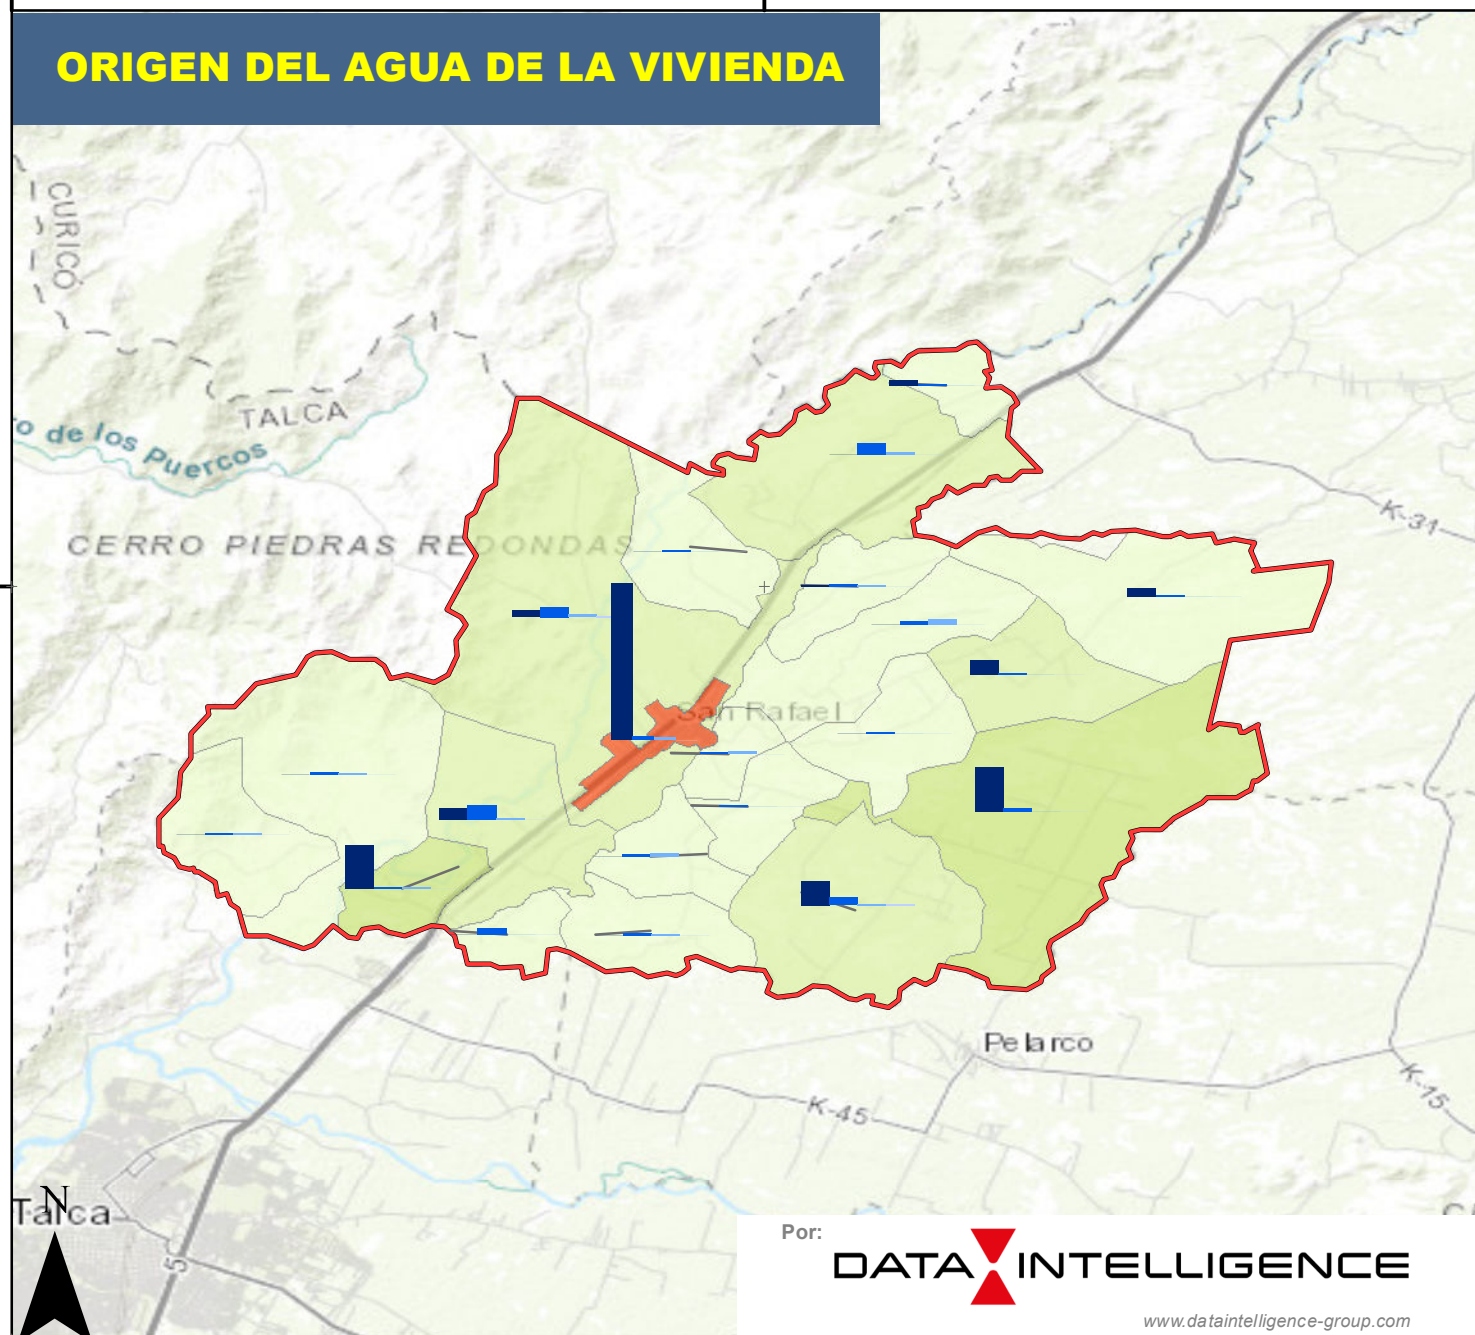 ORIGEN DEL AGUA DE LA VIVIENDA
CURICÓ
TALCA
o de los Puercos
CERRO PIEDRAS REDONDAS
K-31
San Rafael
Pelarco
K-15
K-45
N
Talca
5
Por:
DATA INTELLIGENCE
www.dataintelligence-group.com